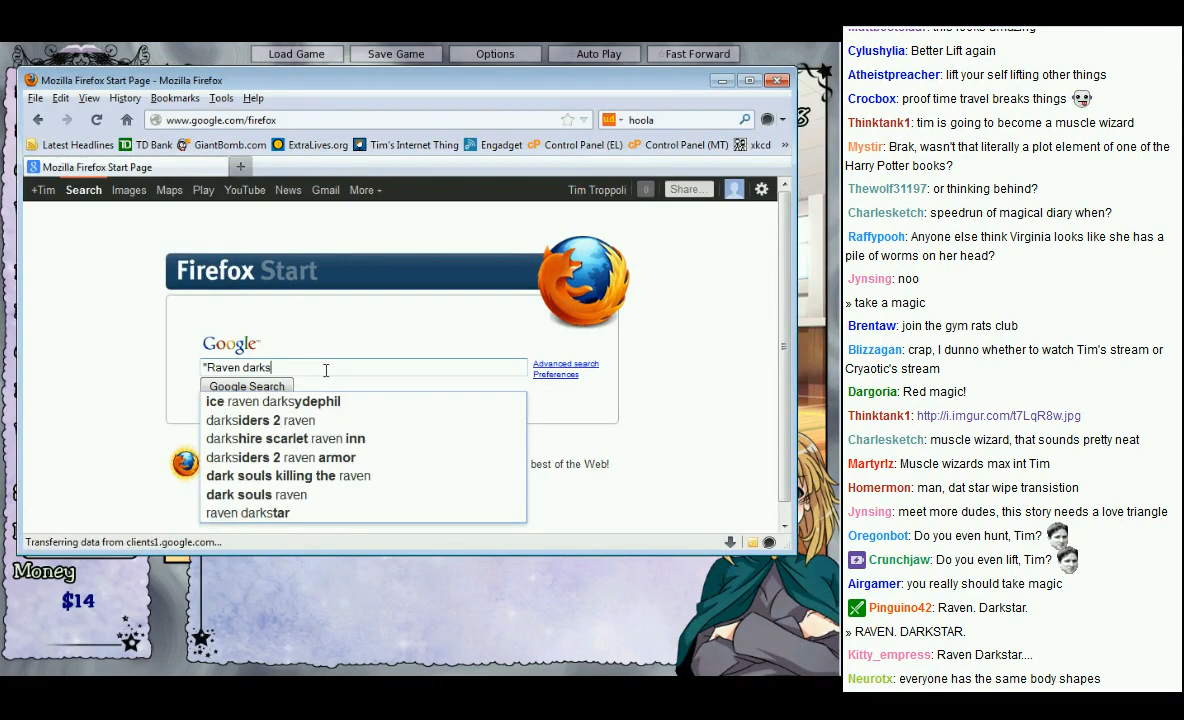 Load Game
Save Game
Options
Auto Play
Fast Forward
Mozilla Firefox Start Page - Mozilla Firefox
File Edit View History Bookmarks Tools Help
www.google.com/firefox
hoola
Latest Headlines TD Bank GiantBomb.com ExtraLives.org Tim's Internet Thing Engadget Control Panel (EL) Control Panel (MT) xkcd »
Mozilla Firefox Start Page
+Tim Search Images Maps Play YouTube News Gmail More
Tim Troppoli 0 Share...
Firefox Start
Google™
"Raven darks
Advanced search
Preferences
Google Search
ice raven darksydephil
darksiders 2 raven
darkshire scarlet raven inn
darksiders 2 raven armor
dark souls killing the raven
dark souls raven
raven darkstar
best of the Web!
Transferring data from clients1.google.com...
Money
$14
Cylushylia: Better Lift again
Atheistpreacher: lift your self lifting other things
Crocbox: proof time travel breaks things
Thinktank1: tim is going to become a muscle wizard
Mystir: Brak, wasn't that literally a plot element of one of the
Harry Potter books?
Thewolf31197: or thinking behind?
Charlesketch: speedrun of magical diary when?
Raffypooh: Anyone else think Virginia looks like she has a
pile of worms on her head?
Jynsing: noo
» take a magic
Brentaw: join the gym rats club
Blizzagan: crap, I dunno whether to watch Tim's stream or
Cryaotic's stream
Dargoria: Red magic!
Thinktank1: http://i.imgur.com/t7LqR8w.jpg
Charlesketch: muscle wizard, that sounds pretty neat
Martyrlz: Muscle wizards max int Tim
Homermon: man, dat star wipe transistion
Jynsing: meet more dudes, this story needs a love triangle
Oregonbot: Do you even hunt, Tim?
Crunchjaw: Do you even lift, Tim?
Airgamer: you really should take magic
Pinguino42: Raven. Darkstar.
» RAVEN. DARKSTAR.
Kitty_empress: Raven Darkstar....
Neurotx: everyone has the same body shapes